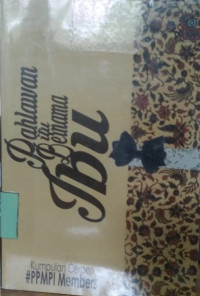 Pahlawan
itu
Bernama
Ibu
Kumpulan Cerpen
#PPMPI Members